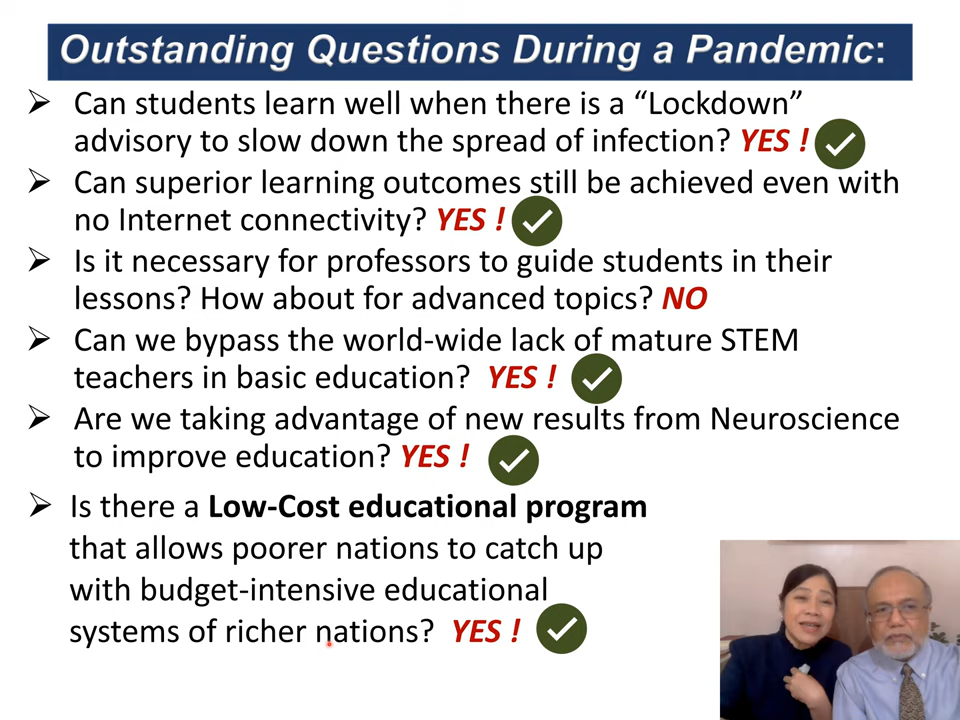 Outstanding Questions During a Pandemic:
➢ Can students learn well when there is a “Lockdown”
advisory to slow down the spread of infection? YES !
➢ Can superior learning outcomes still be achieved even with
no Internet connectivity? YES !
➢ Is it necessary for professors to guide students in their
lessons? How about for advanced topics? NO
➢ Can we bypass the world-wide lack of mature STEM
teachers in basic education? YES !
➢ Are we taking advantage of new results from Neuroscience
to improve education? YES !
➢ Is there a Low-Cost educational program
that allows poorer nations to catch up
with budget-intensive educational
systems of richer nations? YES !